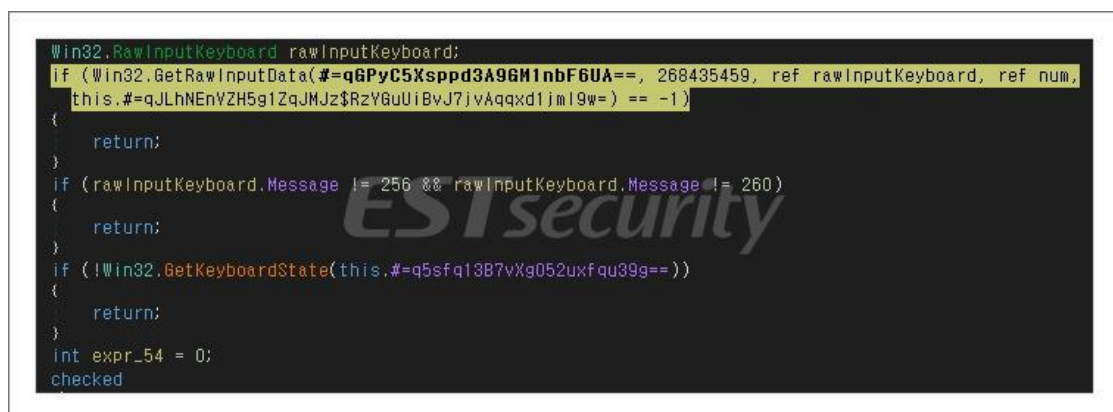 Win32.RawInputKeyboard rawInputKeyboard;
if (Win32.GetRawInputData(#=qGPyC5Xsppd3A9GM1nbF6UA==, 268435459, ref rawInputKeyboard, ref num,
this.#=qJLhNEnVZH5g1ZqJMJz$RzYGuUiBvJ7jvAqqxd1jml9w=) == -1)
{
return;
}
if (rawInputKeyboard.Message != 256 && rawInputKeyboard.Message != 260)
{
return;
}
if (!Win32.GetKeyboardState(this.#=q5sfq13B7vXgO52uxfqu39g==))
{
return;
}
int expr_54 = 0;
checked
ESTsecurity